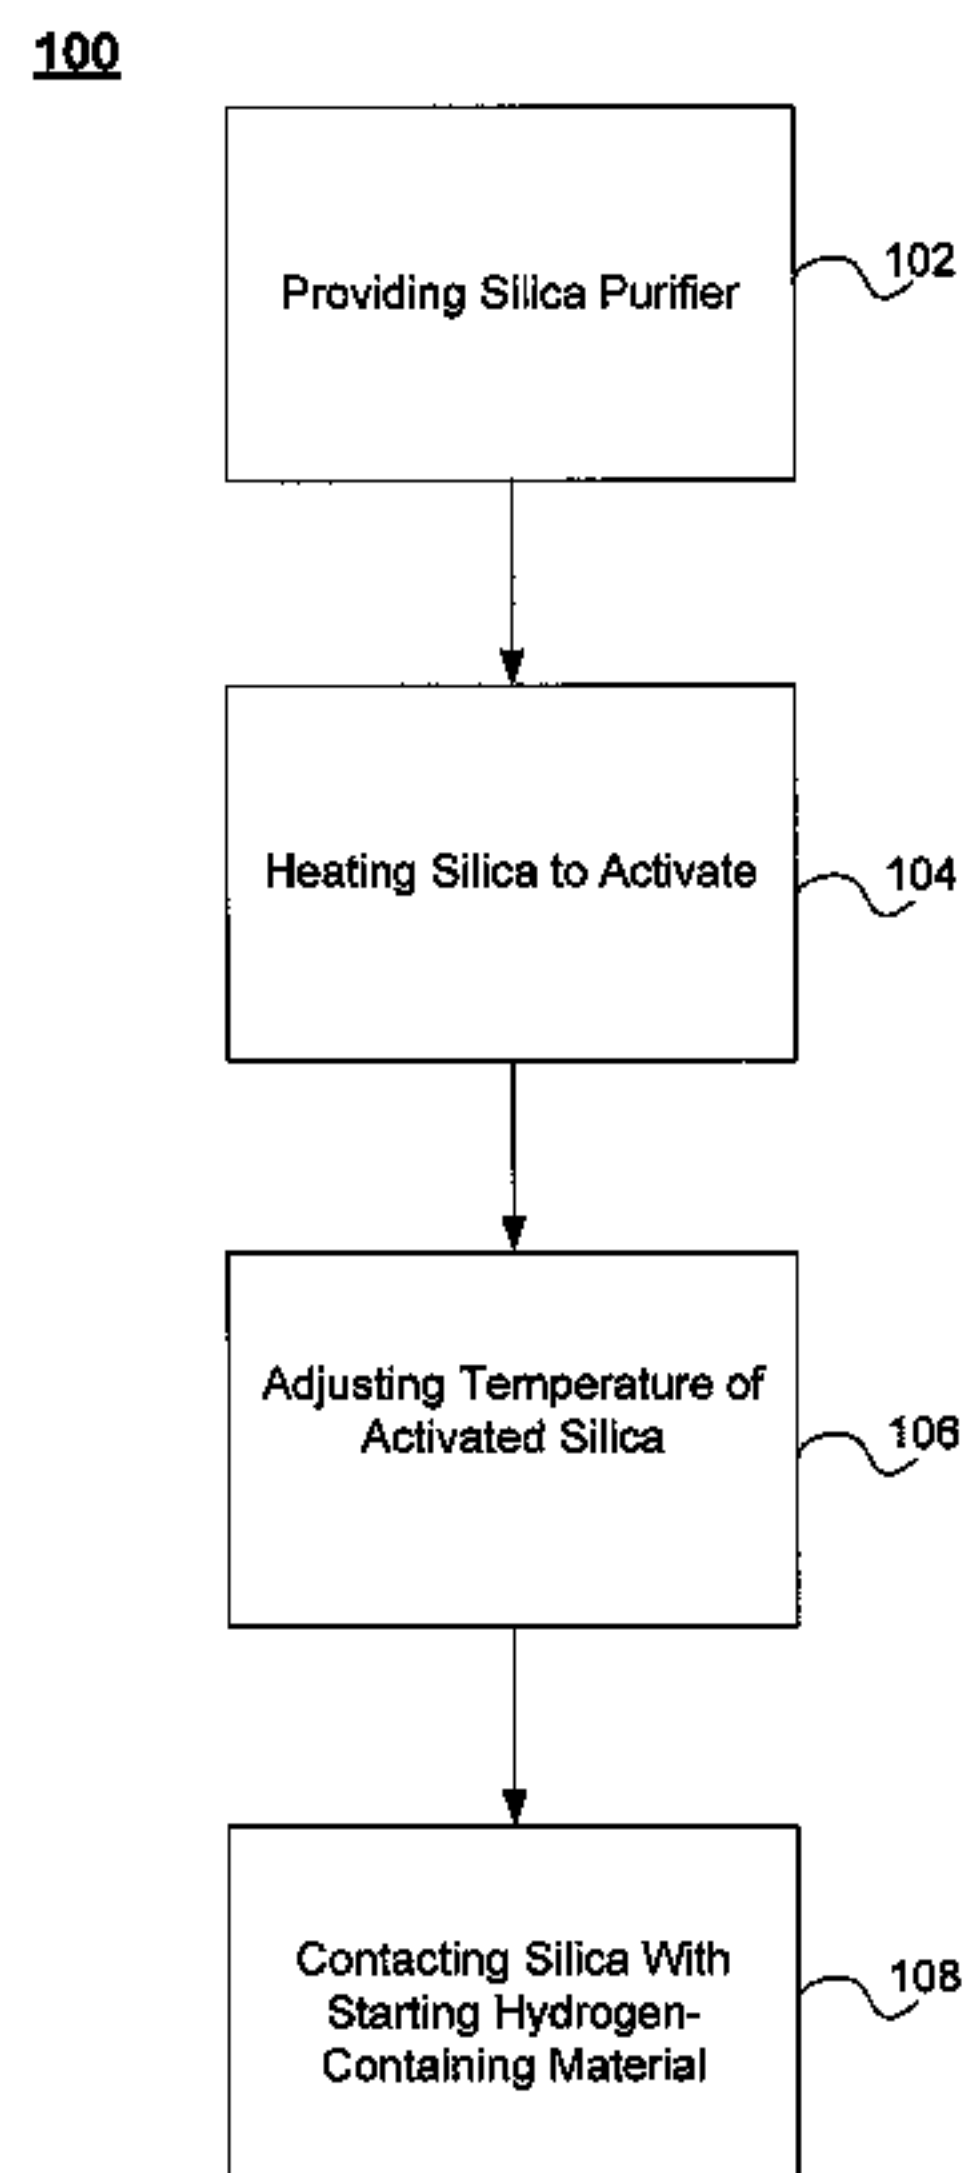 100
Providing Silica Purifier
102
Heating Silica to Activate
104
Adjusting Temperature of
Activated Silica
106
Contacting Silica With
Starting Hydrogen-
Containing Material
108